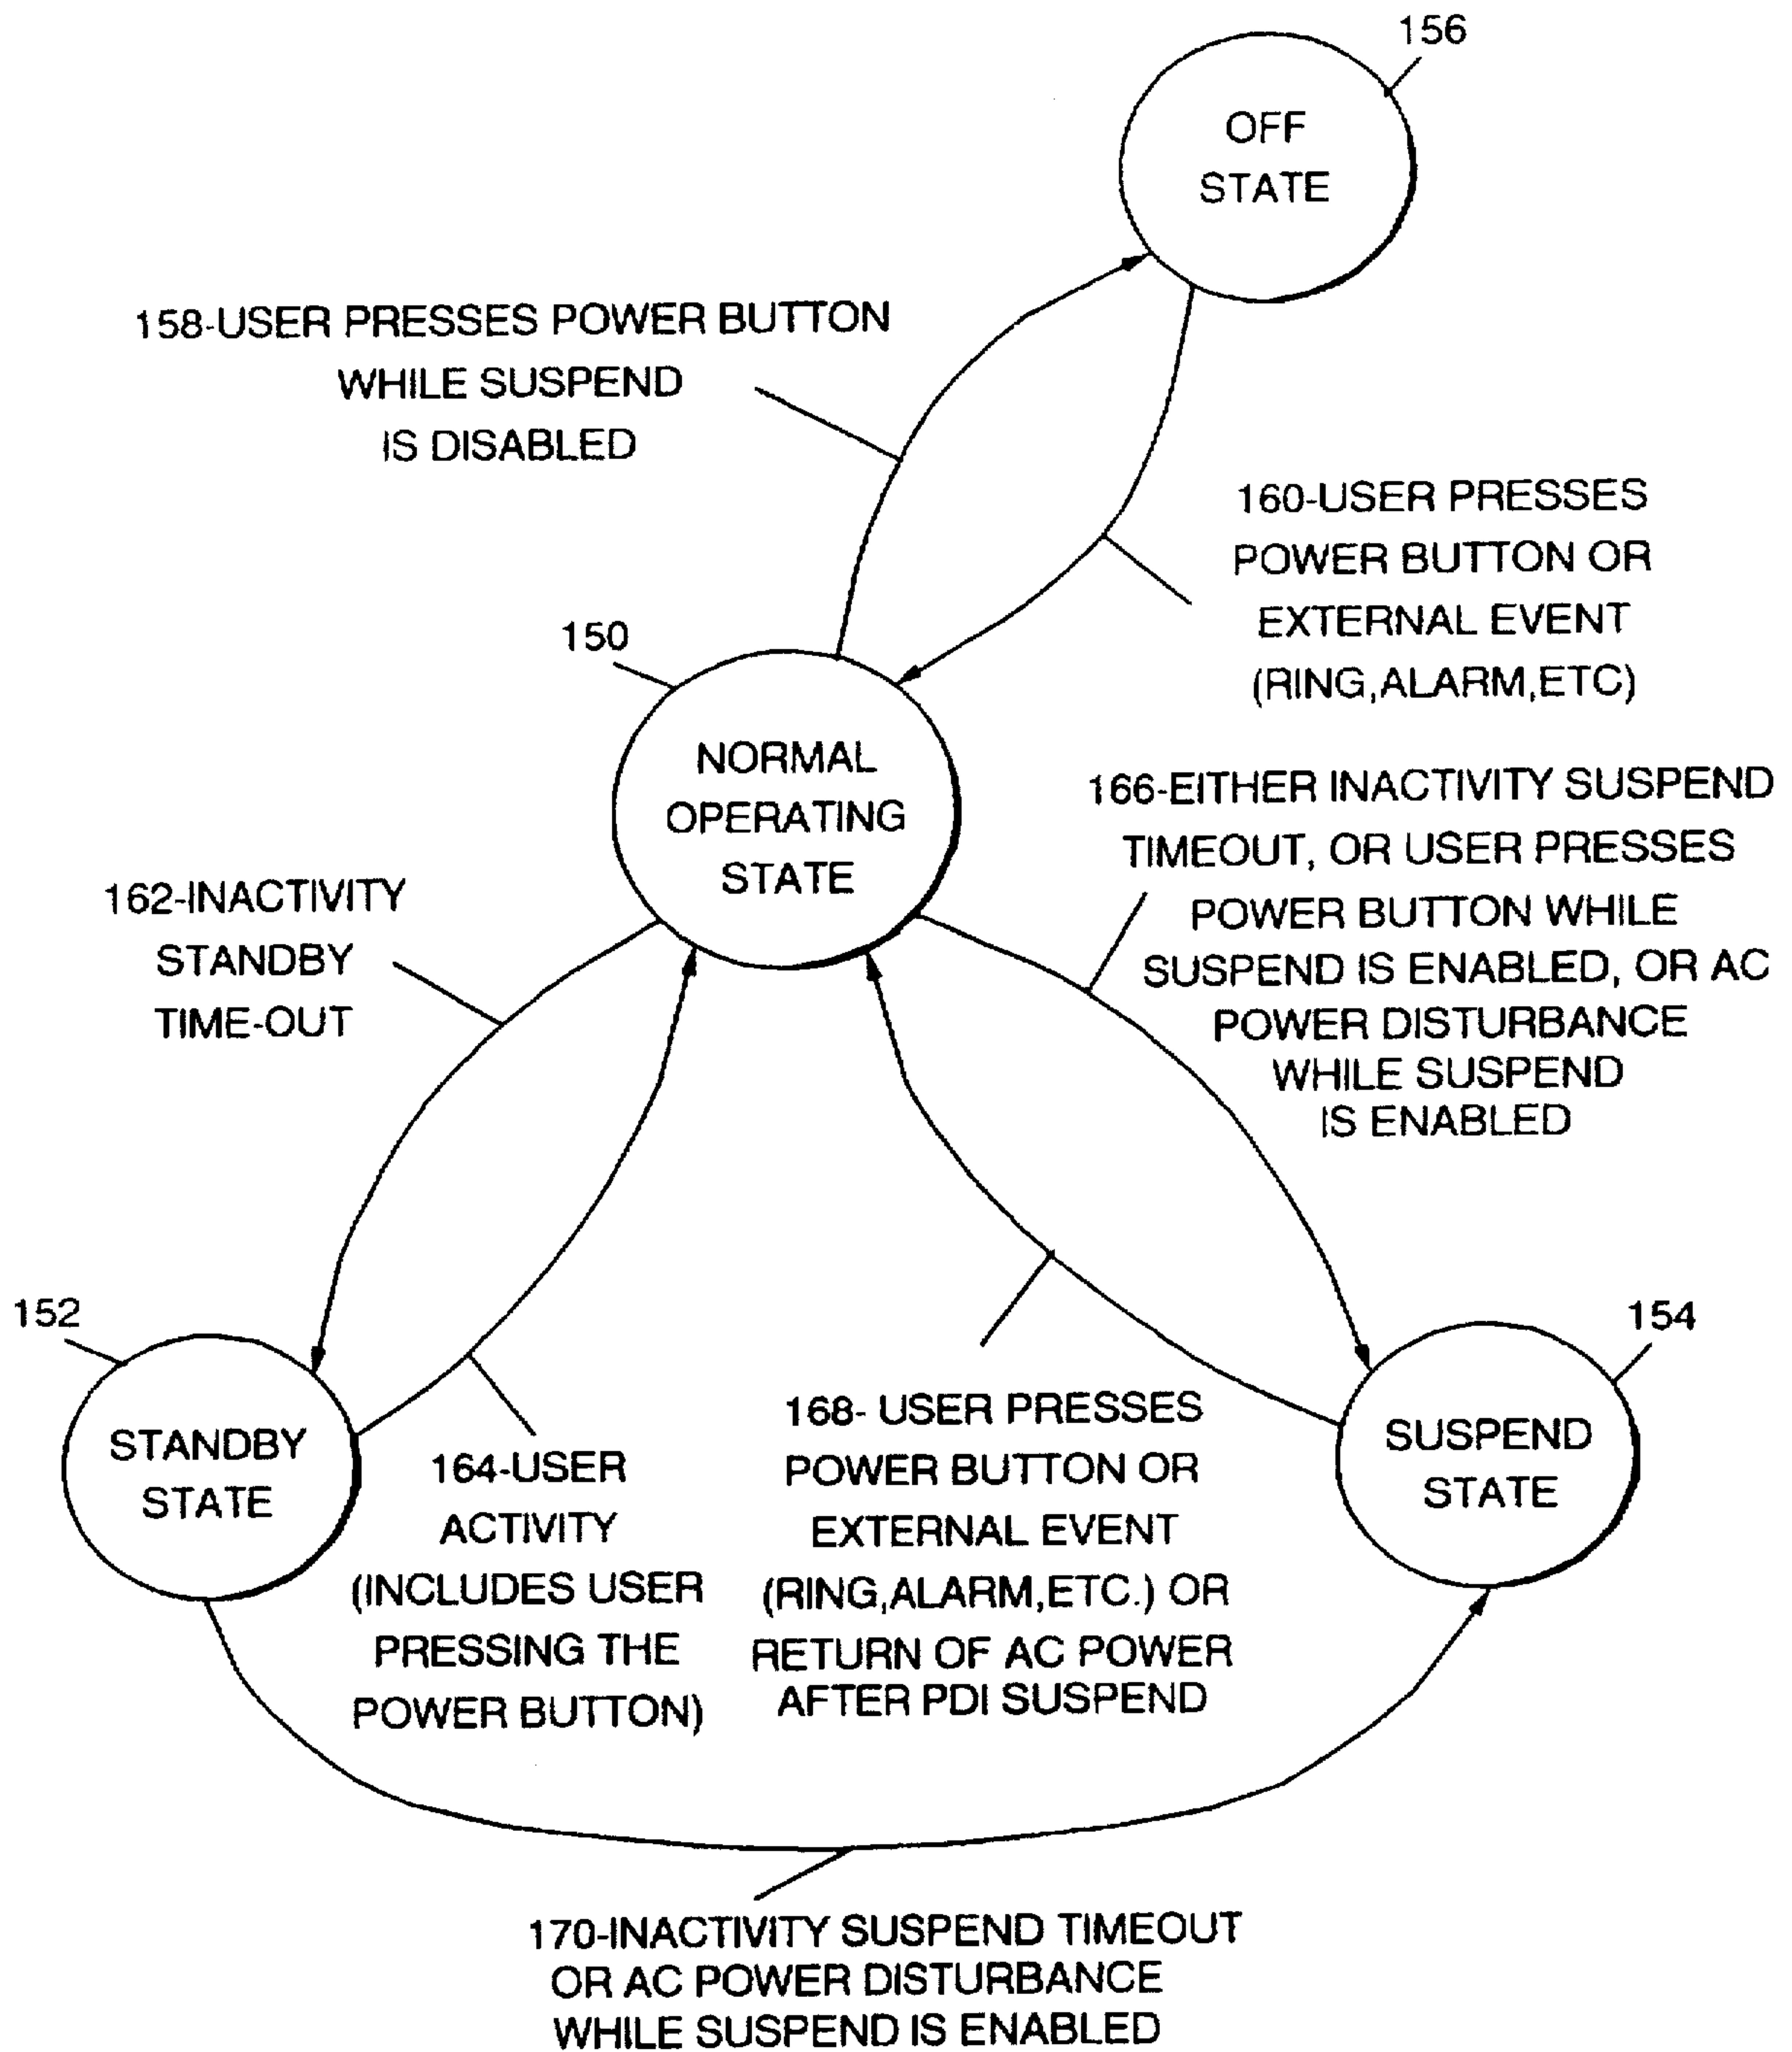 156
OFF
STATE
158-USER PRESSES POWER BUTTON
WHILE SUSPEND
IS DISABLED
160-USER PRESSES
POWER BUTTON OR
EXTERNAL EVENT
(RING,ALARM,ETC)
150
NORMAL
OPERATING
STATE
166-EITHER INACTIVITY SUSPEND
TIMEOUT, OR USER PRESSES
POWER BUTTON WHILE
SUSPEND IS ENABLED, OR AC
POWER DISTURBANCE
WHILE SUSPEND
IS ENABLED
162-INACTIVITY
STANDBY
TIME-OUT
152
STANDBY
STATE
164-USER
ACTIVITY
(INCLUDES USER
PRESSING THE
POWER BUTTON)
168- USER PRESSES
POWER BUTTON OR
EXTERNAL EVENT
(RING,ALARM,ETC.) OR
RETURN OF AC POWER
AFTER PDI SUSPEND
154
SUSPEND
STATE
170-INACTIVITY SUSPEND TIMEOUT
OR AC POWER DISTURBANCE
WHILE SUSPEND IS ENABLED